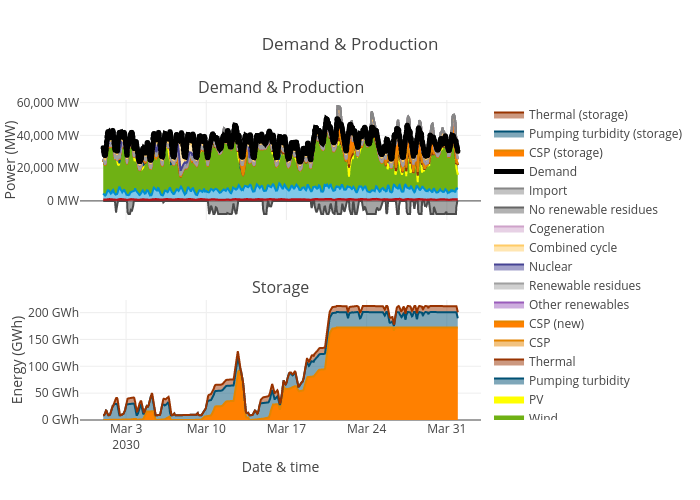 Demand & Production
Demand & Production
60,000 MW
40,000 MW
20,000 MW
0 MW
Power (MW)
Storage
200 GWh
150 GWh
100 GWh
50 GWh
0 GWh
Energy (GWh)
Mar 3
2030
Mar 10
Mar 17
Mar 24
Mar 31
Date & time
Thermal (storage)
Pumping turbidity (storage)
CSP (storage)
Demand
Import
No renewable residues
Cogeneration
Combined cycle
Nuclear
Renewable residues
Other renewables
CSP (new)
CSP
Thermal
Pumping turbidity
PV
Wind